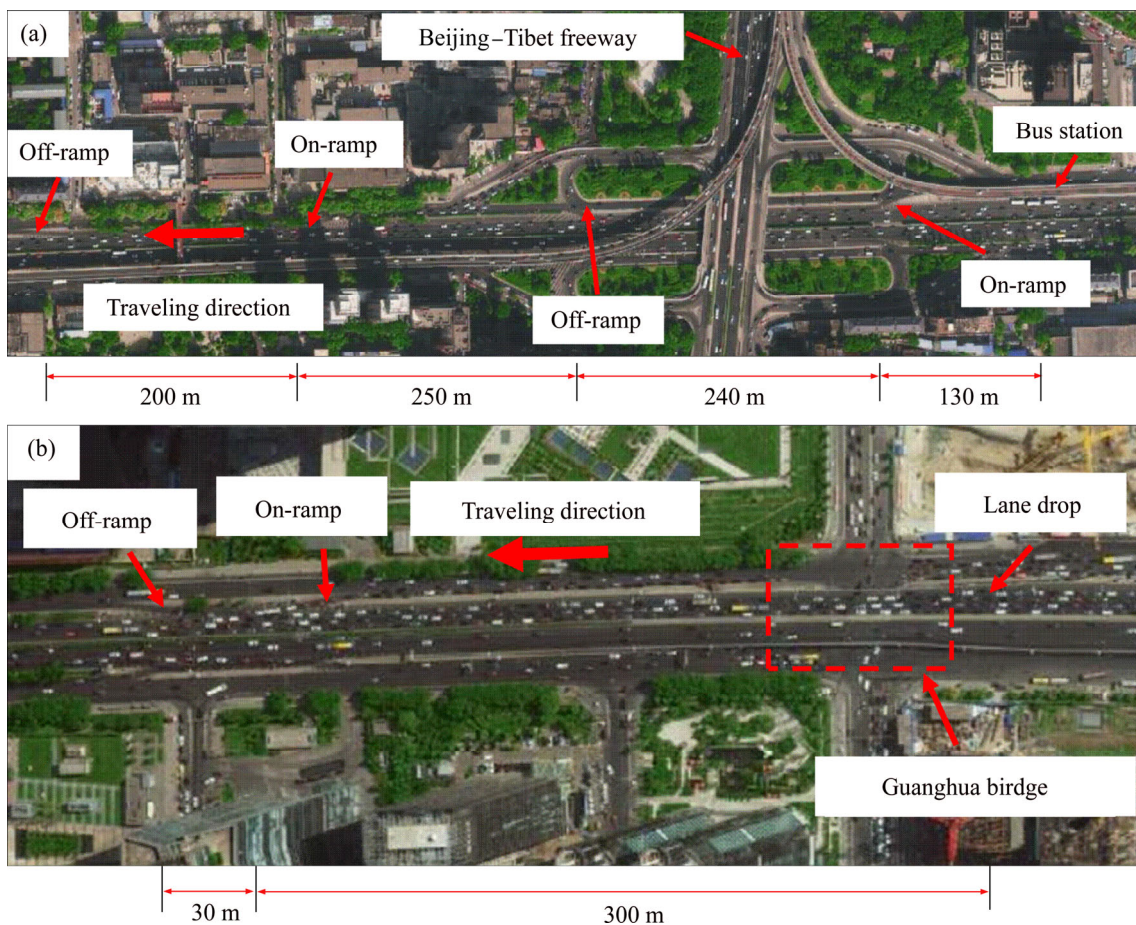 (a)
Beijing–Tibet freeway
Bus station
Off-ramp
On-ramp
Traveling direction
Off-ramp
On-ramp
200 m
250 m
240 m
130 m
(b)
Off-ramp
On-ramp
Traveling direction
Lane drop
Guanghua birdge
30 m
300 m